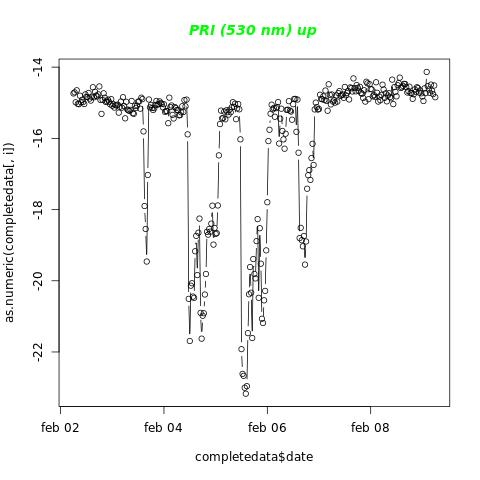 PRI (530 nm) up
as.numeric(completedata[, i])
-14
-16
-18
-20
-22
feb 02
feb 04
feb 06
feb 08
completedata$date